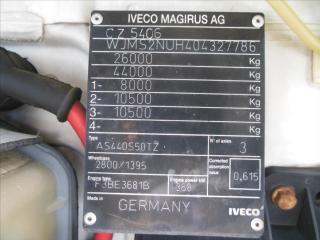 IVECO MAGIRUS AG
CZ 5406
WJMS2NUH404327786
26000 Kg
44000 Kg
1- 8000 Kg
2- 10500 Kg
3- 10500 Kg
4- Kg
Type N° of axles
AS440S50TZ 3
Wheelbases
2800/1395
Corrected absorption value 0,615
Engine type Engine power kW
F3BE3681B 368
Made in GERMANY IVECO